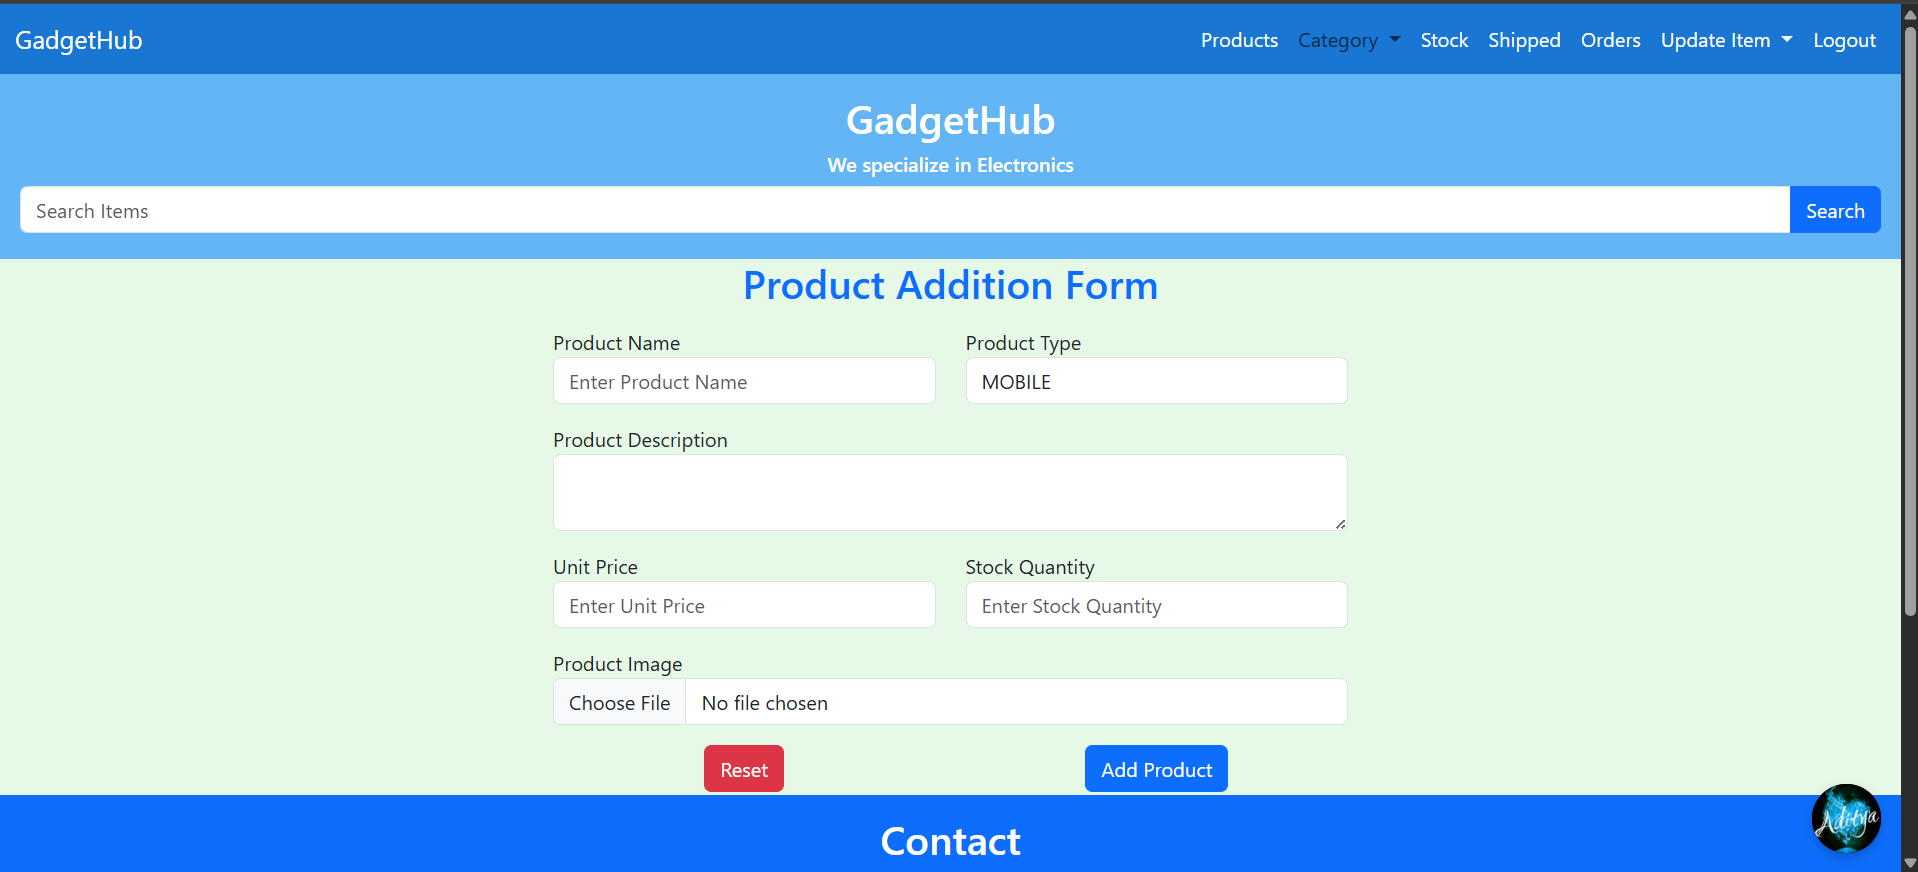 GadgetHub Products Category Stock Shipped Orders Update Item Logout
GadgetHub
We specialize in Electronics
Search Items Search
Product Addition Form
Product Name Product Type
Enter Product Name MOBILE
Product Description
Unit Price Stock Quantity
Enter Unit Price Enter Stock Quantity
Product Image
Choose File No file chosen
Reset Add Product
Aditya
Contact